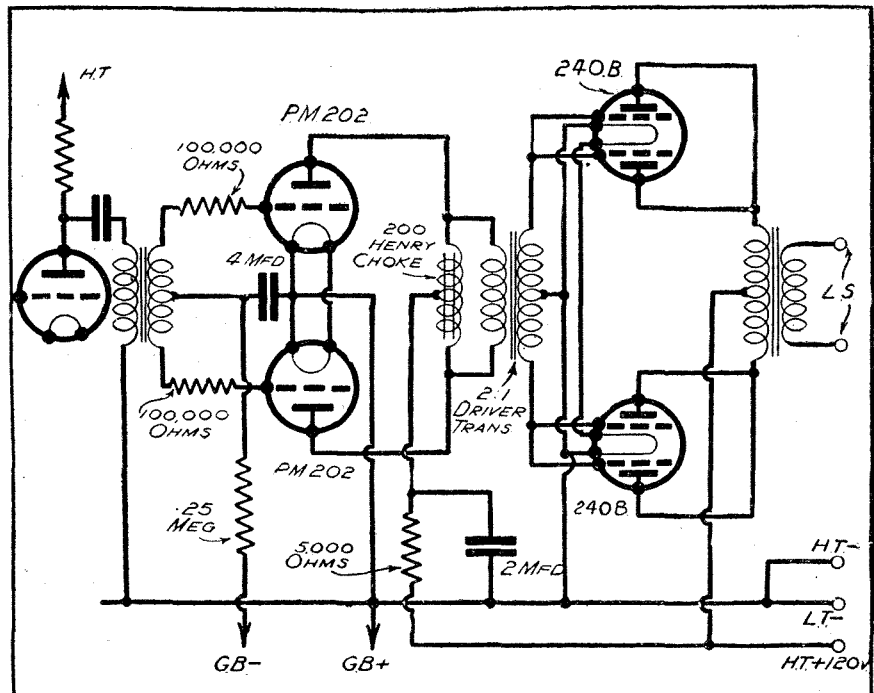 H.T
PM202
240.B.
100,000
OHMS
4 MFD
200
HENRY
CHOKE
L.S.
100,000
OHMS
2:1
DRIVER
TRANS
PM202
.25
MEG
240B.
5,000
OHMS
2 MFD
HT-
LT-
GB-
GB+
HT+120V